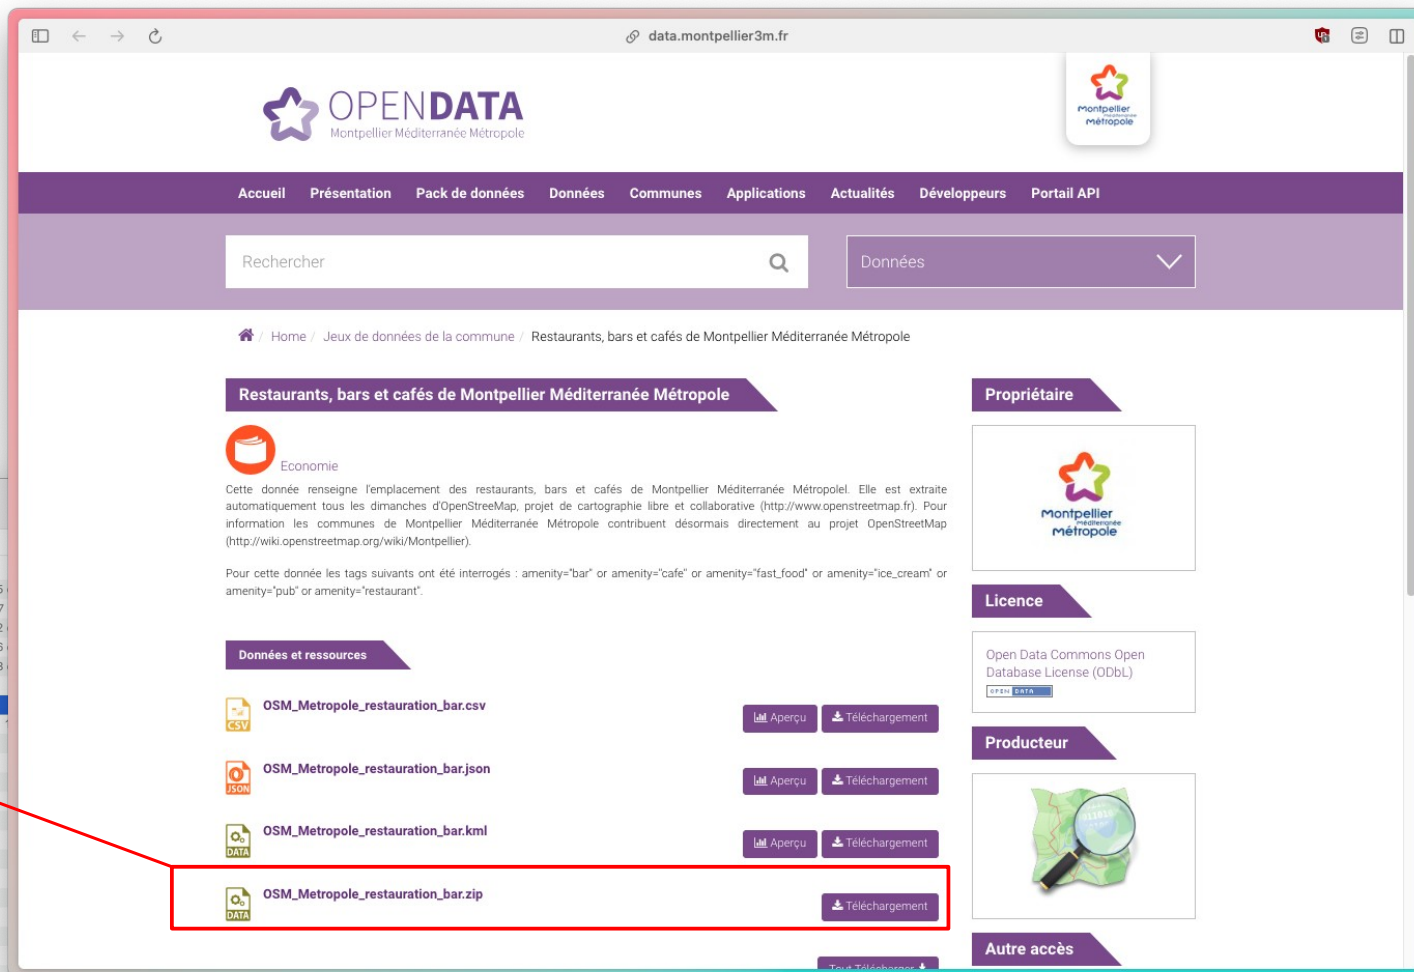 data.montpellier3m.fr
OPENDATA
Montpellier Méditerranée Métropole
montpellier
méditerranée
métropole
Accueil Présentation Pack de données Données Communes Applications Actualités Développeurs Portail API
Rechercher
Données
/ Home / Jeux de données de la commune / Restaurants, bars et cafés de Montpellier Méditerranée Métropole
Restaurants, bars et cafés de Montpellier Méditerranée Métropole
Economie
Cette donnée renseigne l'emplacement des restaurants, bars et cafés de Montpellier Méditerranée Métropolel. Elle est extraite
automatiquement tous les dimanches d'OpenStreeMap, projet de cartographie libre et collaborative (http://www.openstreetmap.fr). Pour
information les communes de Montpellier Méditerranée Métropole contribuent désormais directement au projet OpenStreetMap
(http://wiki.openstreetmap.org/wiki/Montpellier).
Pour cette donnée les tags suivants ont été interrogés : amenity="bar" or amenity="cafe" or amenity="fast_food" or amenity="ice_cream" or
amenity="pub" or amenity="restaurant".
Données et ressources
CSV
OSM_Metropole_restauration_bar.csv
Aperçu
Téléchargement
JSON
OSM_Metropole_restauration_bar.json
Aperçu
Téléchargement
DATA
OSM_Metropole_restauration_bar.kml
Aperçu
Téléchargement
DATA
OSM_Metropole_restauration_bar.zip
Téléchargement
Tout Télécharger
Propriétaire
montpellier
méditerranée
métropole
Licence
Open Data Commons Open
Database License (ODbL)
OPEN DATA
Producteur
Autre accès